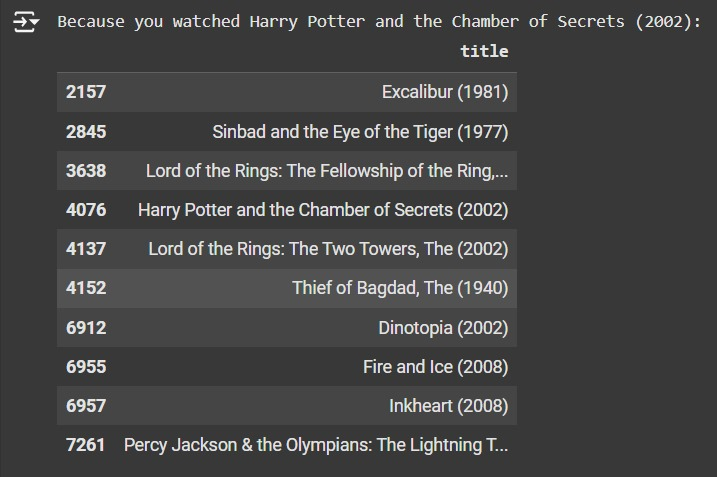 Because you watched Harry Potter and the Chamber of Secrets (2002):
title
2157 Excalibur (1981)
2845 Sinbad and the Eye of the Tiger (1977)
3638 Lord of the Rings: The Fellowship of the Ring,...
4076 Harry Potter and the Chamber of Secrets (2002)
4137 Lord of the Rings: The Two Towers, The (2002)
4152 Thief of Bagdad, The (1940)
6912 Dinotopia (2002)
6955 Fire and Ice (2008)
6957 Inkheart (2008)
7261 Percy Jackson & the Olympians: The Lightning T...